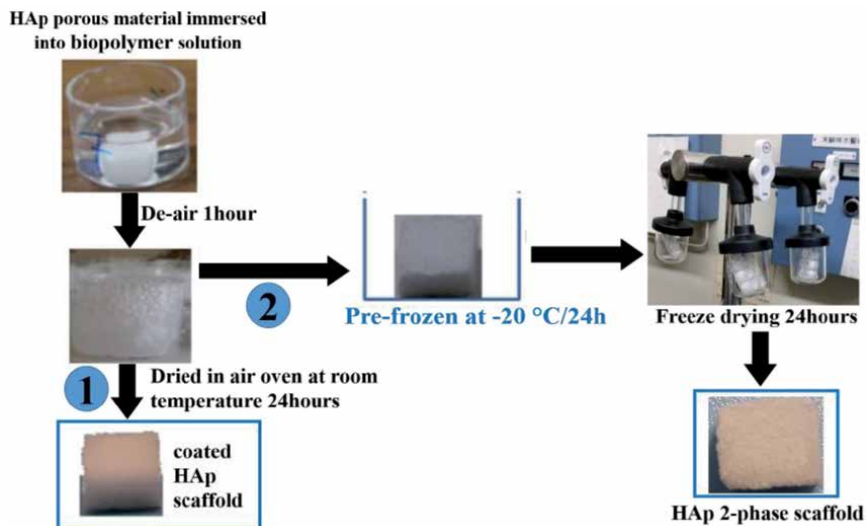 HAp porous material immersed
into biopolymer solution
De-air 1hour
2
Pre-frozen at -20 °C/24h
Freeze drying 24hours
1
Dried in air oven at room
temperature 24hours
coated
HAp
scaffold
HAp 2-phase scaffold